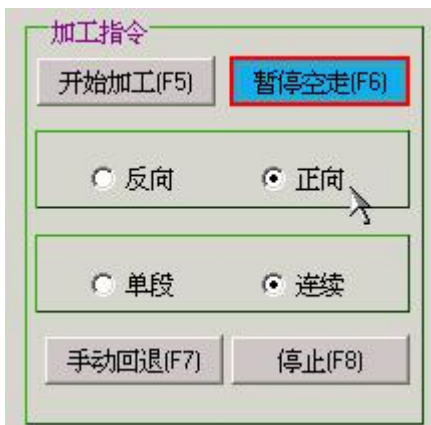 加工指令
开始加工(F5) 暂停空走(F6)
反向 正向
单段 连续
手动回退(F7) 停止(F8)